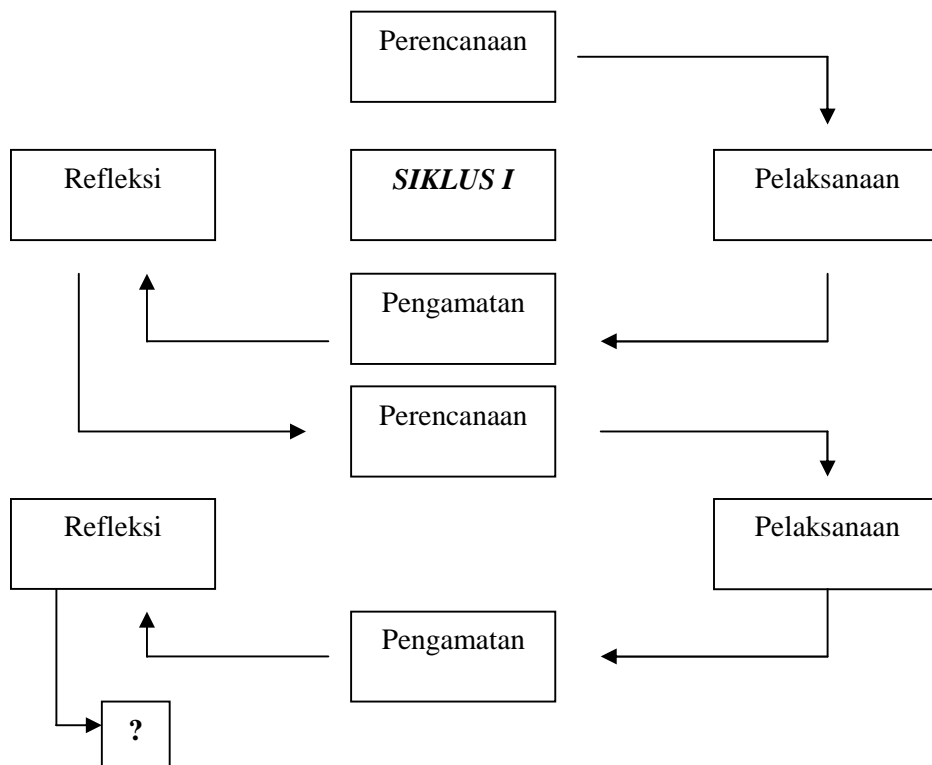 Perencanaan
Refleksi
SIKLUS I
Pelaksanaan
Pengamatan
Perencanaan
Refleksi
Pelaksanaan
Pengamatan
?